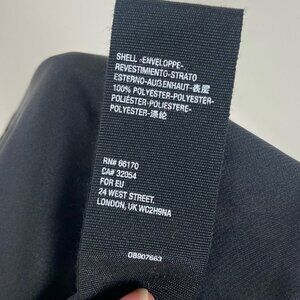 SHELL -ENVELOPPE-
REVESTIMIENTO-STRATO
ESTERNO-AUßENHAUT-表层
100% POLYESTER-POLYESTER-
POLIÉSTER-POLIESTERE-
POLYESTER-涤纶
RN# 66170
CA# 32054
FOR EU
24 WEST STREET,
LONDON, UK WC2H9NA
OB907663